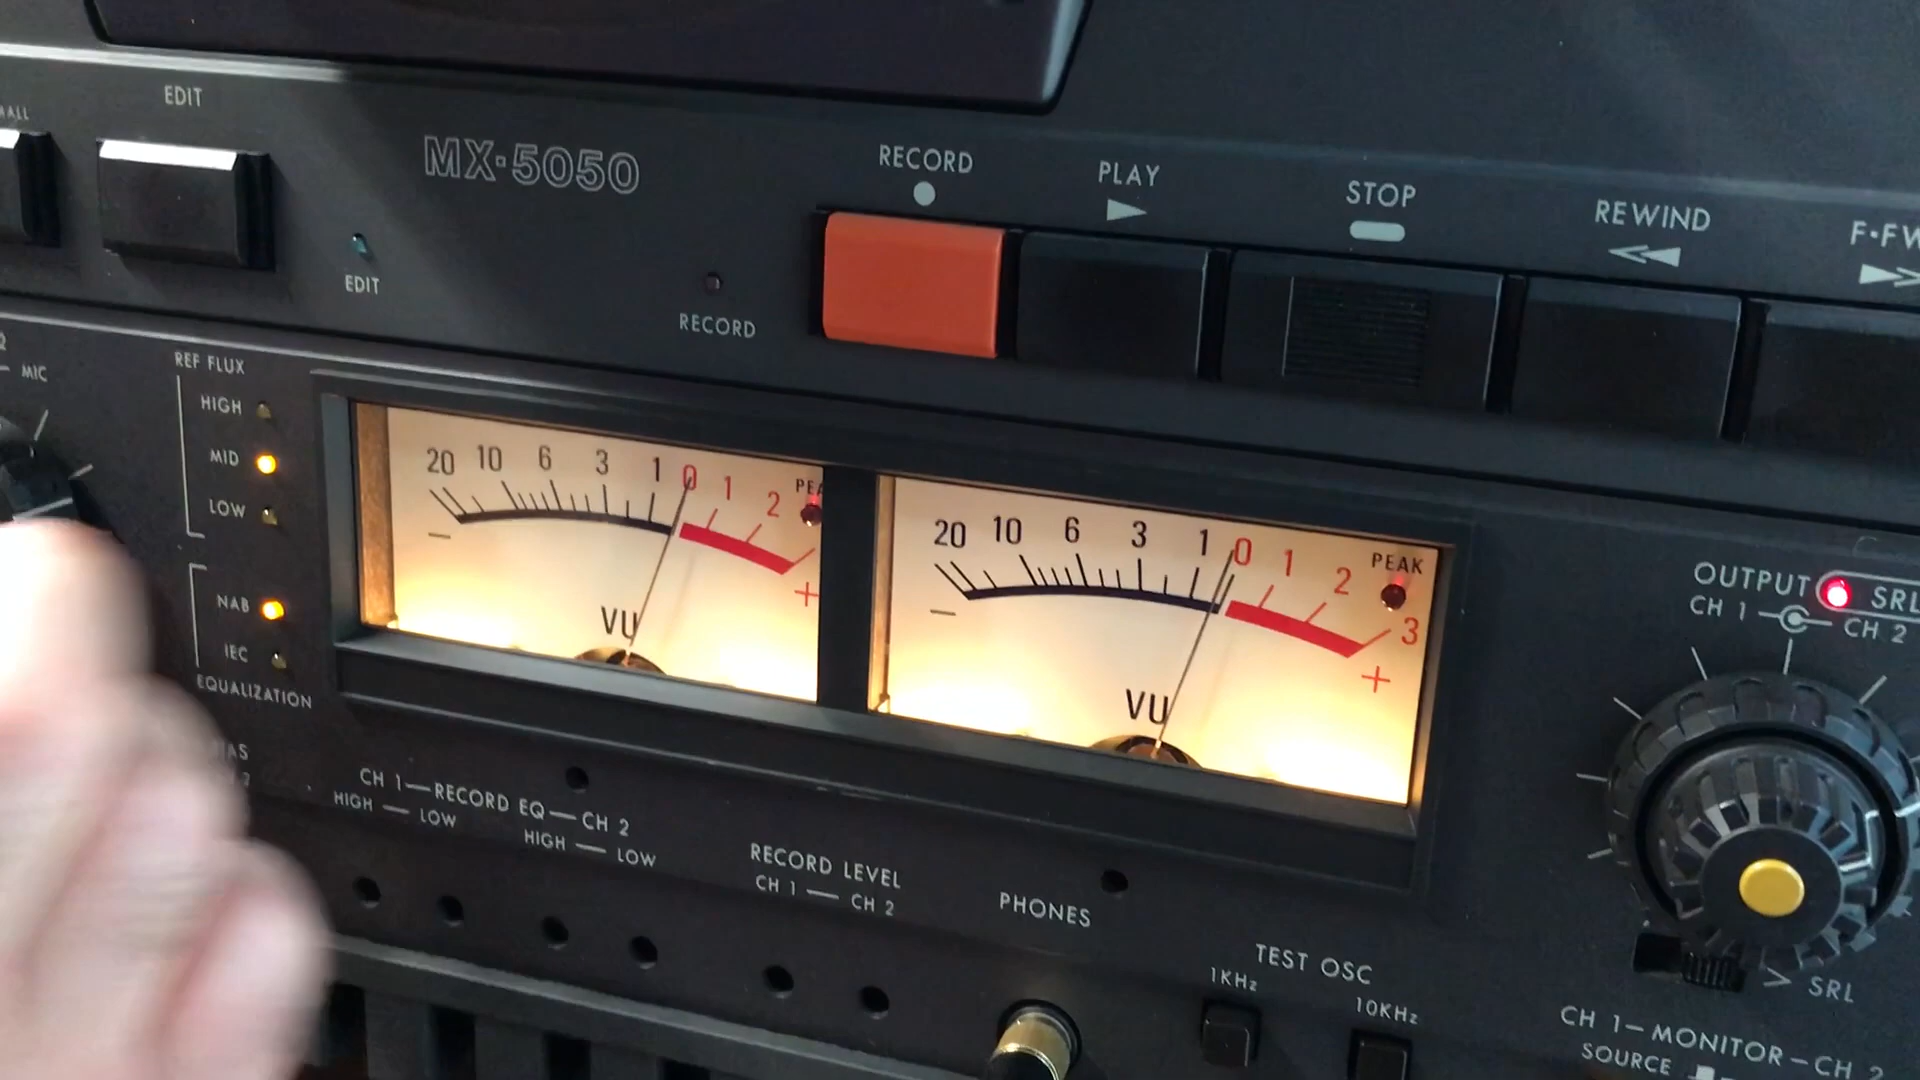 EDIT
MX·5050
RECORD
PLAY
STOP
REWIND
EDIT
RECORD
MIC
REF FLUX
HIGH
MID
LOW
NAB
IEC
EQUALIZATION
20 10 6 3 1 0 1 2
− +
VU
20 10 6 3 1 0 1 2 3
PEAK
− +
VU
OUTPUT SRL
CH 1 CH 2
CH 1—RECORD EQ—CH 2
HIGH — LOW
HIGH — LOW
RECORD LEVEL
CH 1 — CH 2
PHONES
TEST OSC
1KHz
10KHz
> SRL
CH 1—MONITOR—CH 2
SOURCE